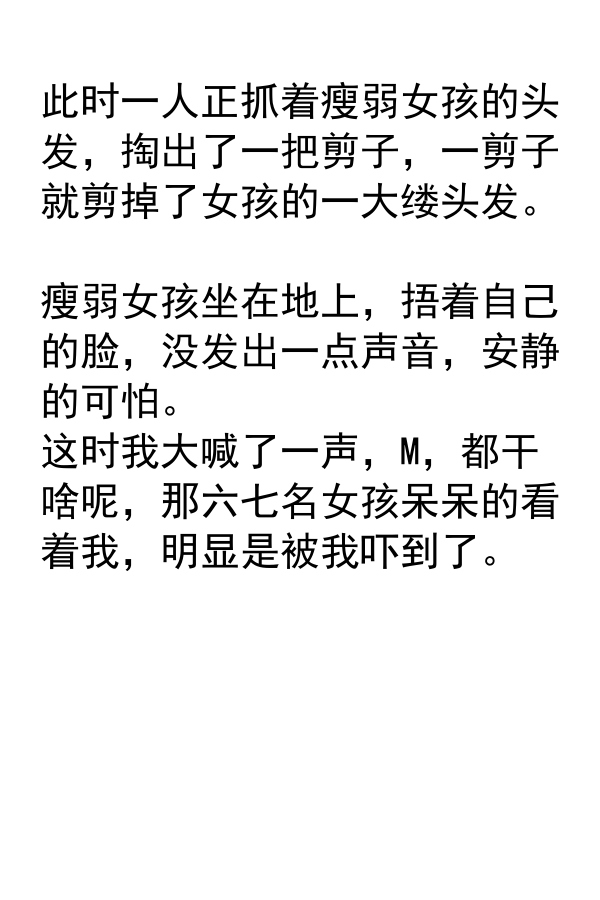 此时一人正抓着瘦弱女孩的头
发，掏出了一把剪子，一剪子
就剪掉了女孩的一大缕头发。
瘦弱女孩坐在地上，捂着自己
的脸，没发出一点声音，安静
的可怕。
这时我大喊了一声，M，都干
啥呢，那六七名女孩呆呆的看
着我，明显是被我吓到了。